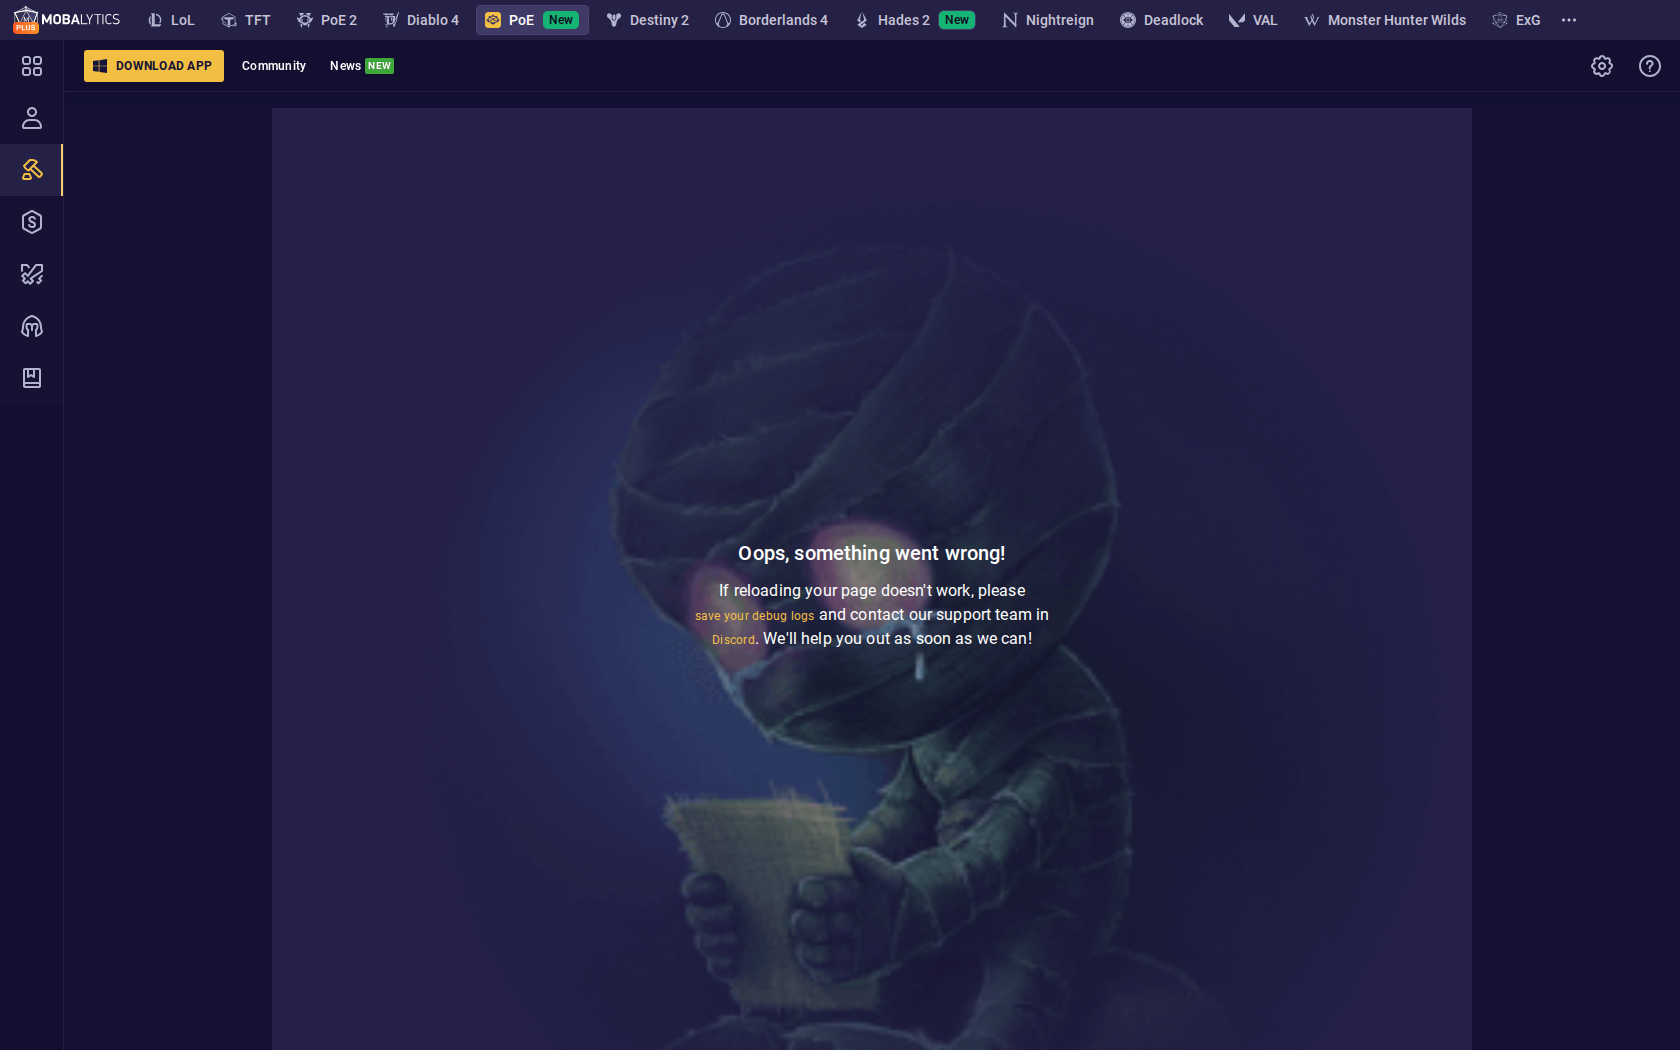 MOBALYTICS
PLUS
LoL
TFT
PoE 2
Diablo 4
PoE New
Destiny 2
Borderlands 4
Hades 2 New
Nightreign
Deadlock
VAL
Monster Hunter Wilds
ExG
DOWNLOAD APP
Community
News NEW
Oops, something went wrong!
If reloading your page doesn't work, please
save your debug logs and contact our support team in
Discord. We'll help you out as soon as we can!